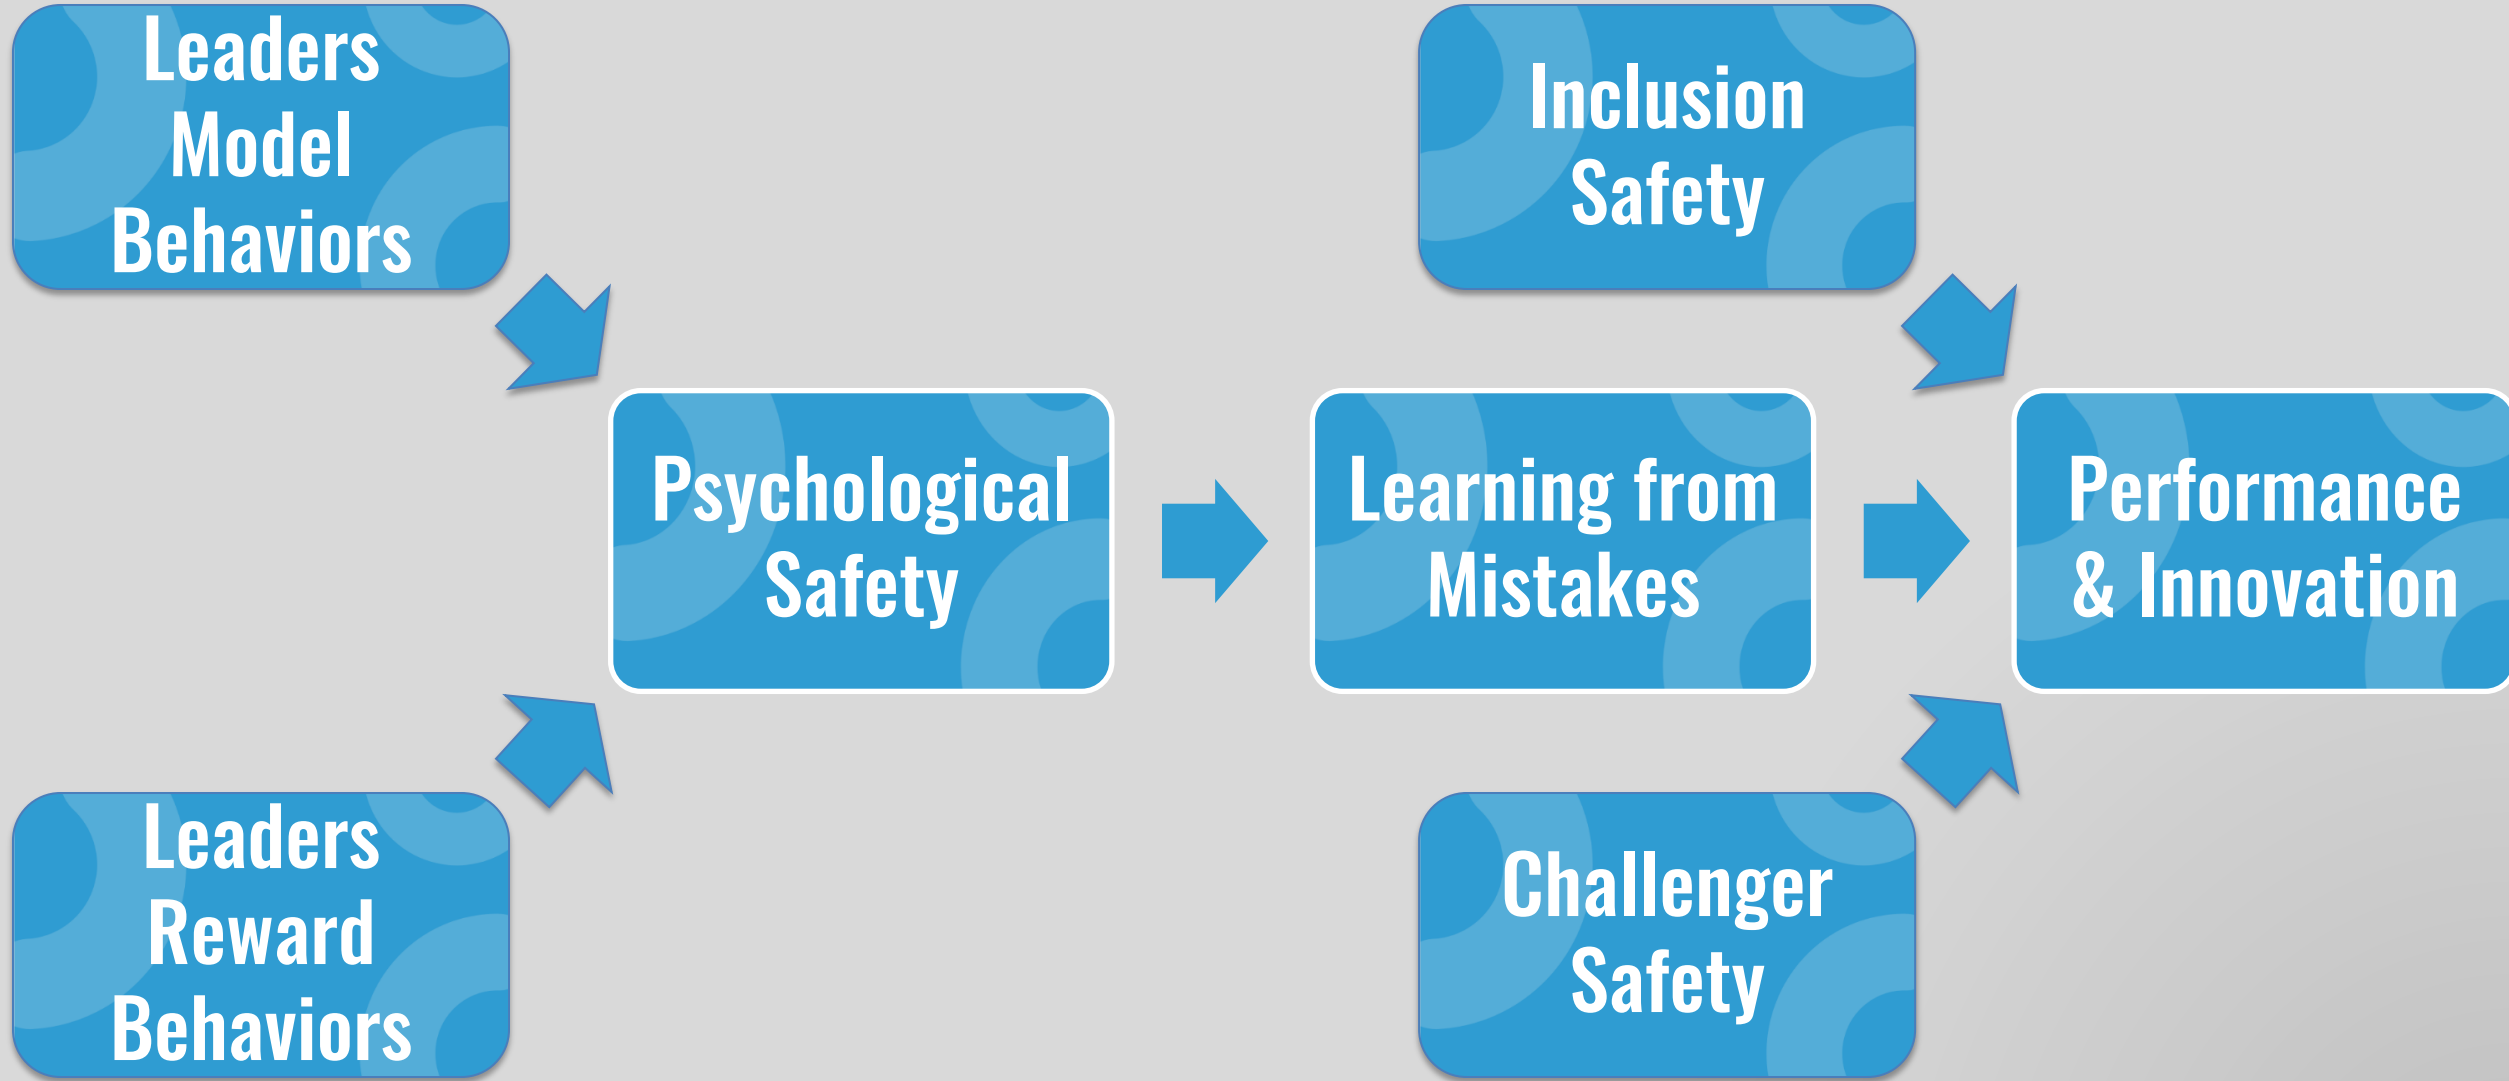 Leaders
Model
Behaviors
Inclusion
Safety
Psychological
Safety
Learning from
Mistakes
Performance
& Innovation
Leaders
Reward
Behaviors
Challenger
Safety